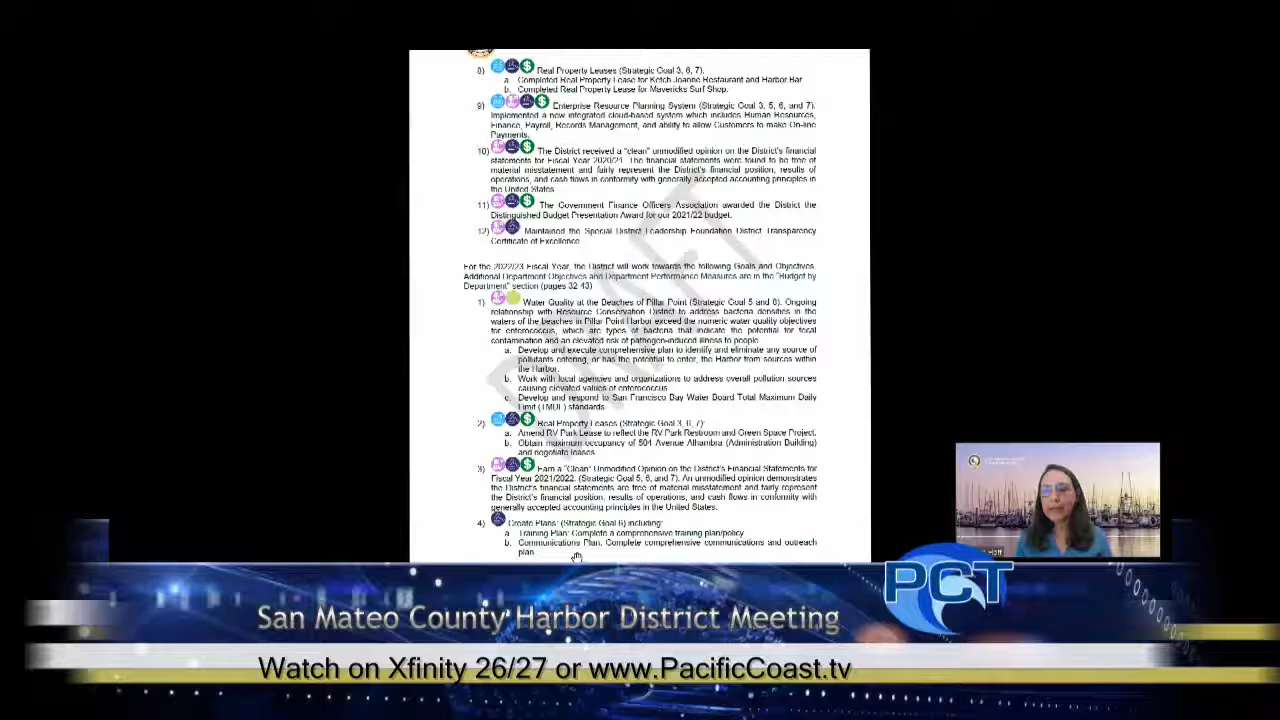 8) Real Property Leases (Strategic Goal 3, 6, 7).
a. Completed Real Property Lease for Ketch Joanne Restaurant and Harbor Bar
b. Completed Real Property Lease for Mavericks Surf Shop.
9) Enterprise Resource Planning System (Strategic Goal 3, 5, 6, and 7).
Implemented a new integrated cloud-based system which includes Human Resources,
Finance, Payroll, Records Management, and ability to allow Customers to make On-line
Payments.
10) The District received a "clean" unmodified opinion on the District's financial
statements for Fiscal Year 2020/21. The financial statements were found to be free of
material misstatement and fairly represent the District's financial position, results of
operations, and cash flows in conformity with generally accepted accounting principles in
the United States
11) The Government Finance Officers Association awarded the District the
Distinguished Budget Presentation Award for our 2021/22 budget.
12) Maintained the Special District Leadership Foundation District Transparency
Certificate of Excellence
For the 2022/23 Fiscal Year, the District will work towards the following Goals and Objectives.
Additional Department Objectives and Department Performance Measures are in the "Budget by
Department" section (pages 32-43)
1) Water Quality at the Beaches of Pillar Point (Strategic Goal 5 and 8). Ongoing
relationship with Resource Conservation District to address bacteria densities in the
waters of the beaches in Pillar Point Harbor exceed the numeric water quality objectives
for enterococcus, which are types of bacteria that indicate the potential for fecal
contamination and an elevated risk of pathogen-induced illness to people
a. Develop and execute comprehensive plan to identify and eliminate any source of
pollutants entering, or has the potential to enter, the Harbor from sources within
the Harbor.
b. Work with local agencies and organizations to address overall pollution sources
causing elevated values of enterococcus
c. Develop and respond to San Francisco Bay Water Board Total Maximum Daily
Limit (TMDL) standards
2) Real Property Leases (Strategic Goal 3, 6, 7):
a. Amend RV Park Lease to reflect the RV Park Restroom and Green Space Project.
b. Obtain maximum occupancy of 504 Avenue Alhambra (Administration Building)
and negotiate leases
3) Earn a "Clean" Unmodified Opinion on the District's Financial Statements for
Fiscal Year 2021/2022. (Strategic Goal 5, 6, and 7). An unmodified opinion demonstrates
the District's financial statements are free of material misstatement and fairly represent
the District's financial position, results of operations, and cash flows in conformity with
generally accepted accounting principles in the United States.
4) Create Plans: (Strategic Goal 6) including:
a. Training Plan: Complete a comprehensive training plan/policy
b. Communications Plan: Complete comprehensive communications and outreach
plan
DRAFT
Hoff
PCT
San Mateo County Harbor District Meeting
Watch on Xfinity 26/27 or www.PacificCoast.tv